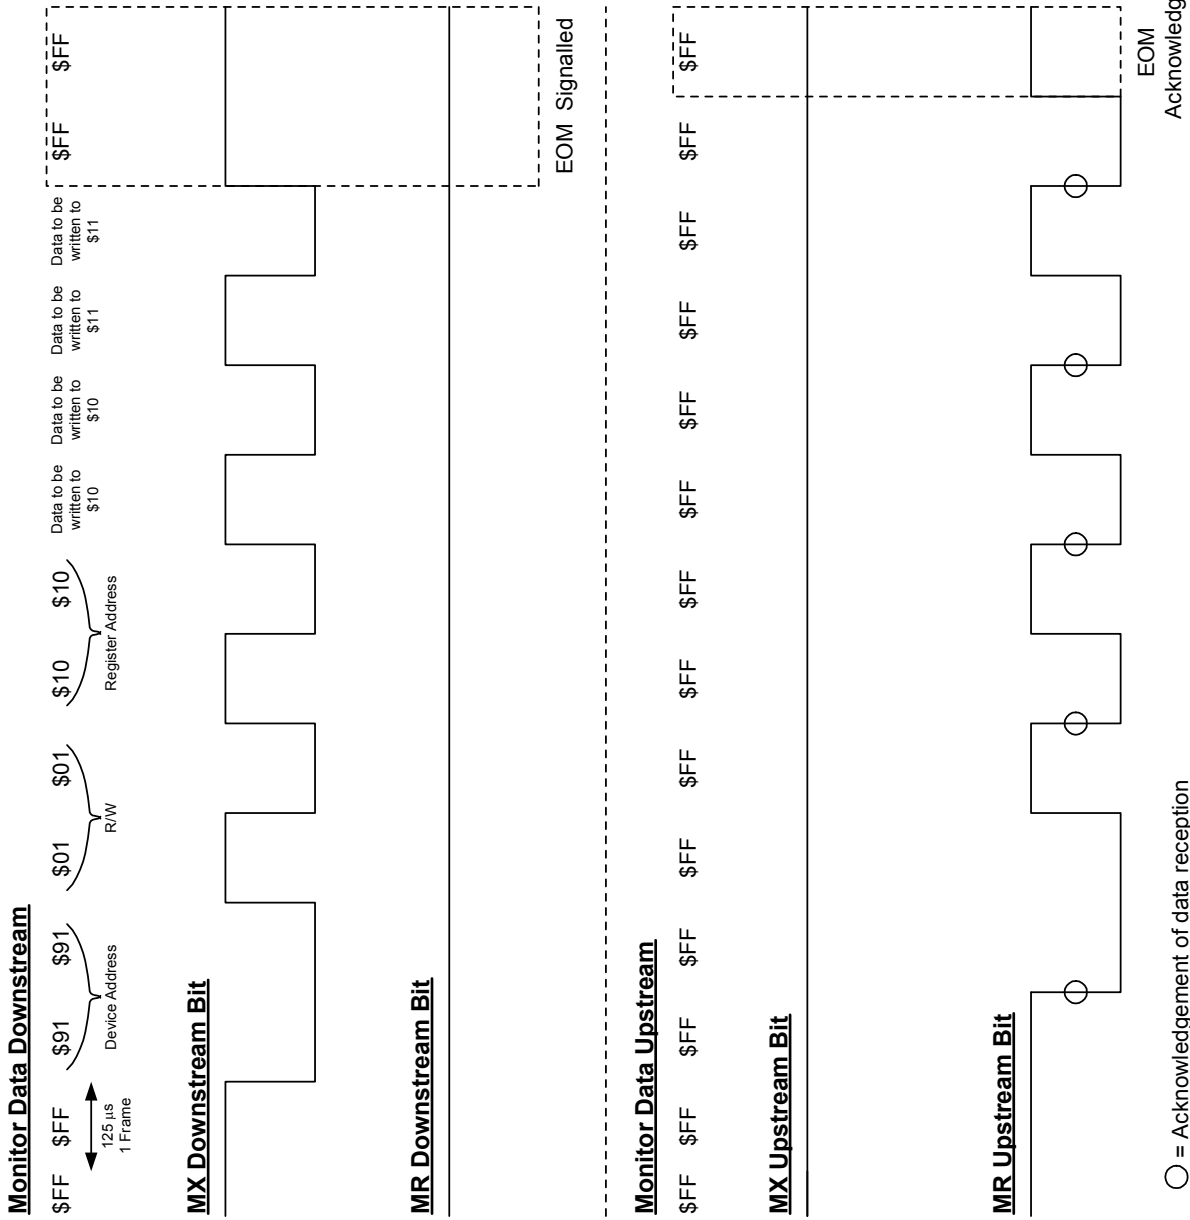 Monitor Data Downstream
$FF $FF $91 $91 $01 $01 $10 $10 Data to be written to $10 Data to be written to $10 Data to be written to $11 Data to be written to $11 $FF $FF
125 µs
1 Frame
Device Address
R/W
Register Address
MX Downstream Bit
MR Downstream Bit
EOM Signalled
Monitor Data Upstream
$FF $FF $FF $FF $FF $FF $FF $FF $FF $FF $FF $FF $FF $FF
MX Upstream Bit
MR Upstream Bit
EOM
Acknowledg
= Acknowledgement of data reception